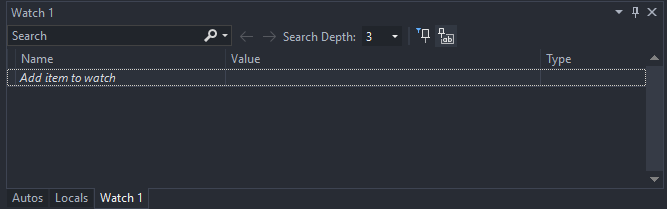 Watch 1
Search Search Depth: 3
Name Value Type
Add item to watch
Autos Locals Watch 1